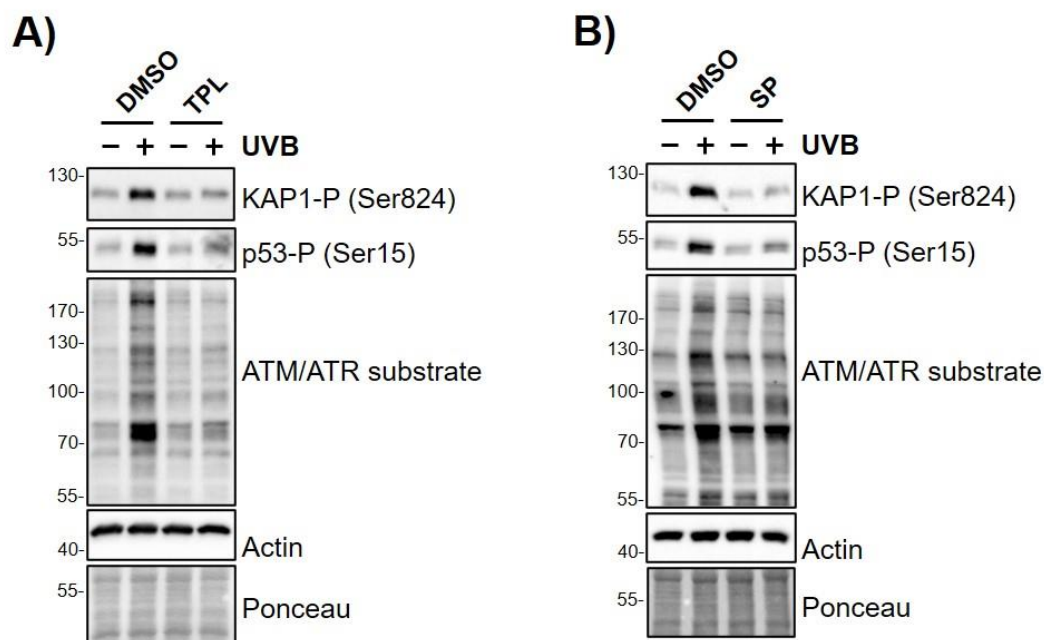 A)
DMSO TPL
– + – + UVB
130-
KAP1-P (Ser824)
55-
p53-P (Ser15)
170-
130-
ATM/ATR substrate
100-
70-
55-
Actin
40-
55-
Ponceau
B)
DMSO SP
– + – + UVB
130-
KAP1-P (Ser824)
55-
p53-P (Ser15)
170-
130-
ATM/ATR substrate
100-
70-
55-
Actin
40-
55-
Ponceau